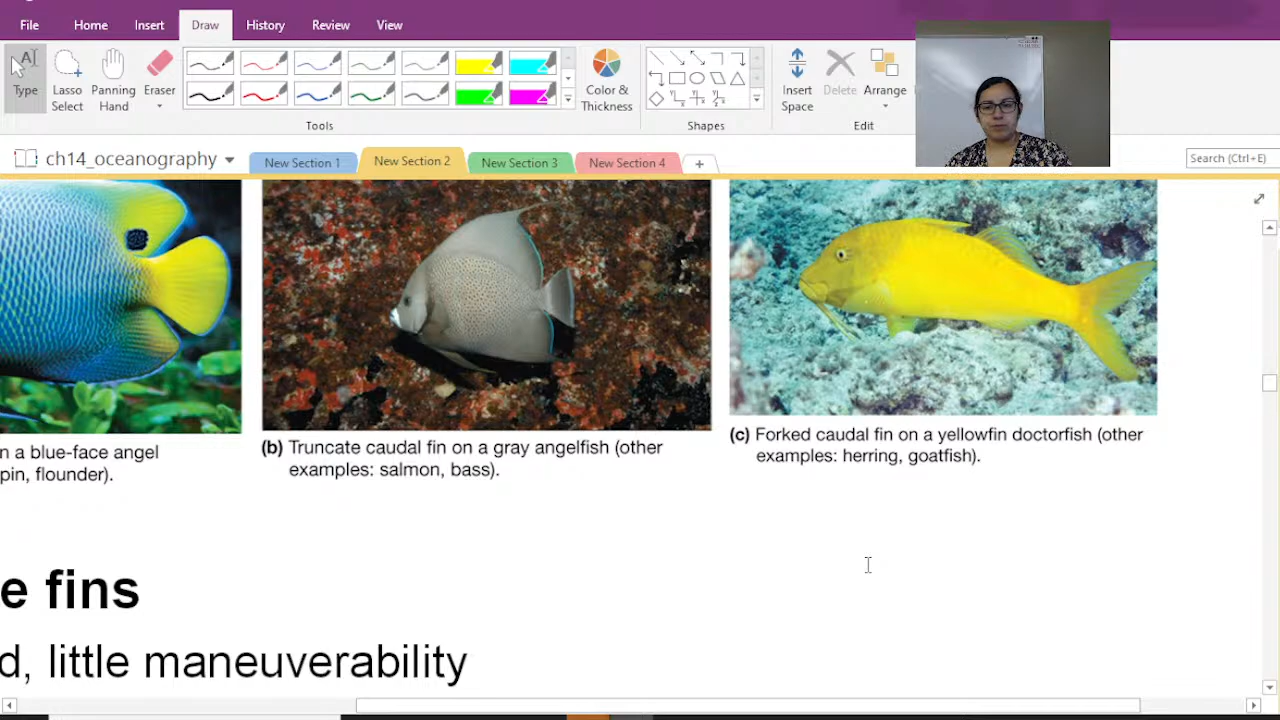 File Home Insert Draw History Review View
Type
Lasso Select
Panning Hand
Eraser
Color & Thickness
Insert Space
Delete
Arrange
Tools
Shapes
Edit
ch14_oceanography
New Section 1
New Section 2
New Section 3
New Section 4
Search (Ctrl+E)
n a blue-face angel
pin, flounder).
(b) Truncate caudal fin on a gray angelfish (other
examples: salmon, bass).
(c) Forked caudal fin on a yellowfin doctorfish (other
examples: herring, goatfish).
e fins
d, little maneuverability